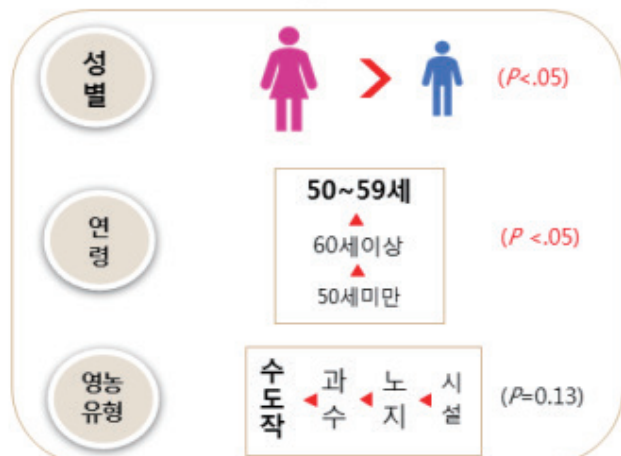 성별
(P<.05)
연령
50~59세
60세이상
50세미만
(P <.05)
영농
유형
수도작
과수
노지
시설
(P=0.13)